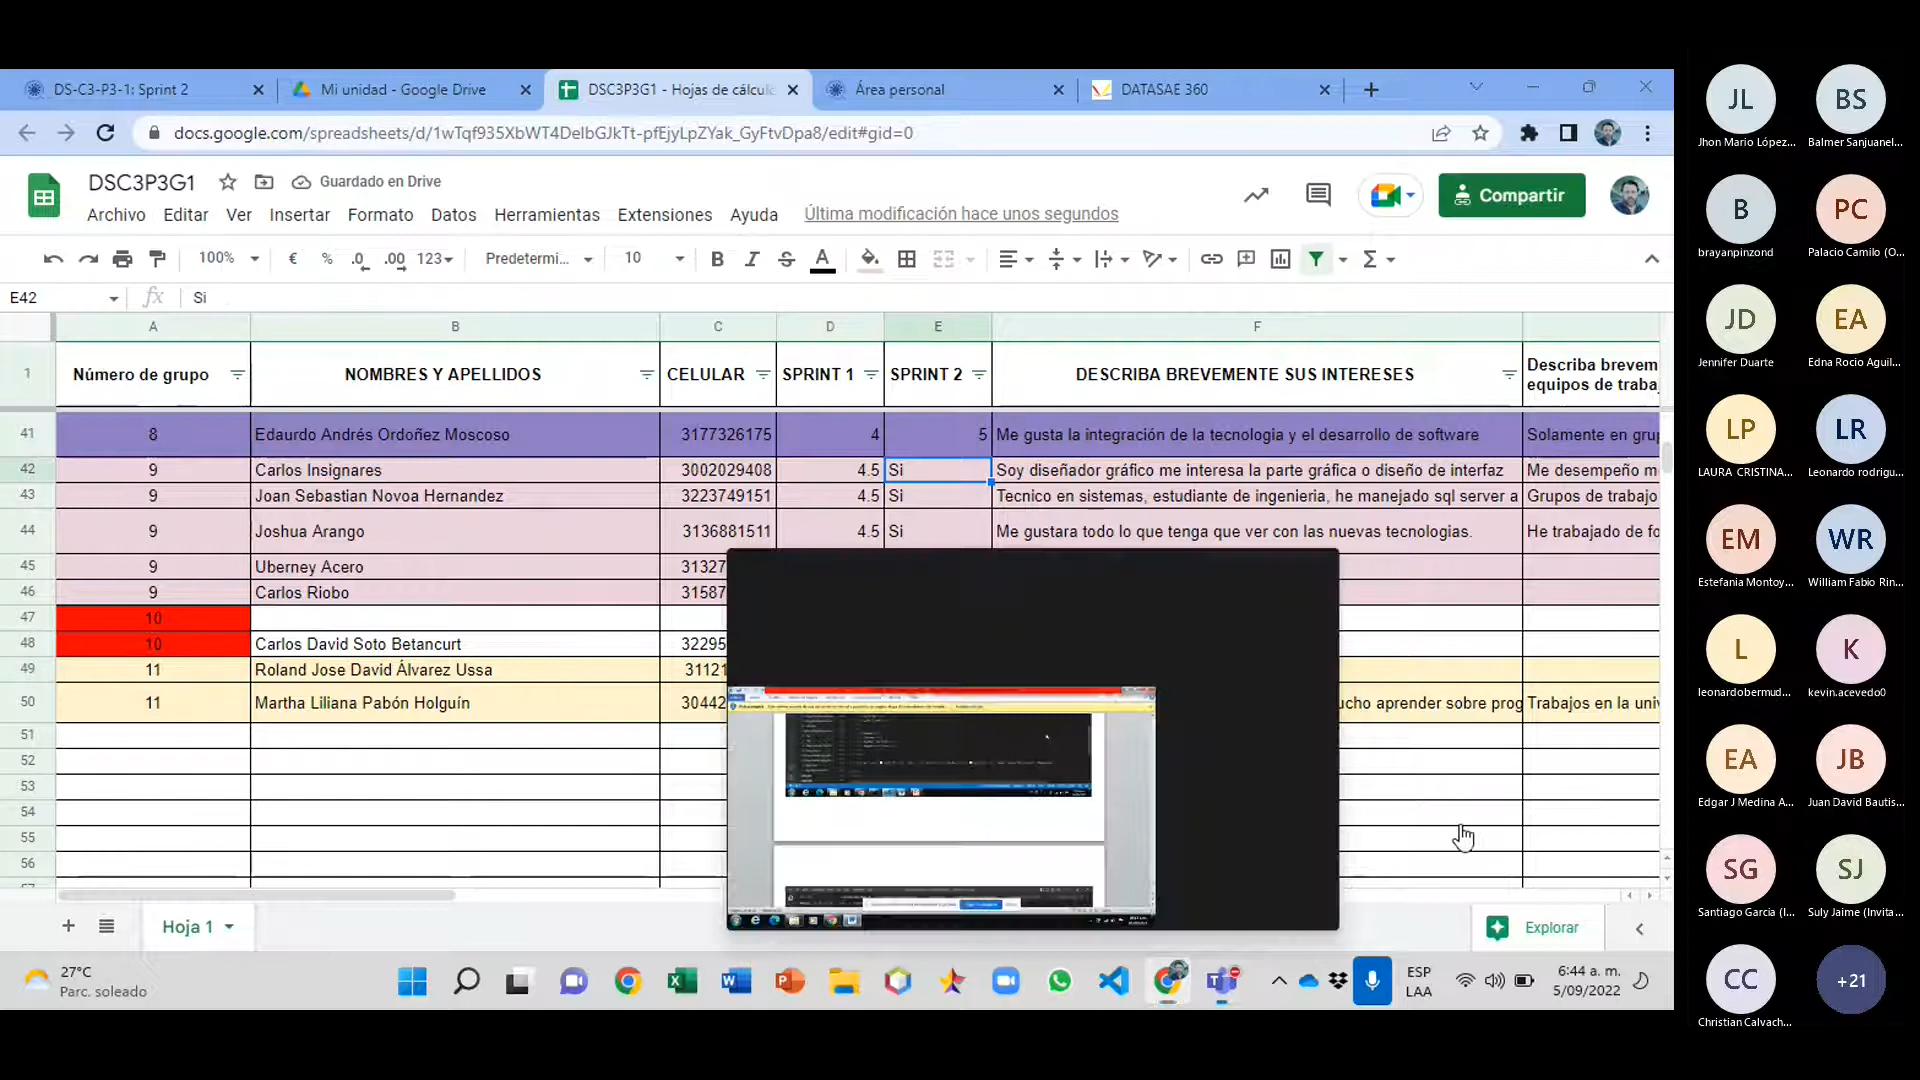 DS-C3-P3-1: Sprint 2
Mi unidad - Google Drive
DSC3P3G1 - Hojas de cálcul
Área personal
DATASAE 360
docs.google.com/spreadsheets/d/1wTqf935XbWT4DelbGJkTt-pfEjyLpZYak_GyFtvDpa8/edit#gid=0
DSC3P3G1
Guardado en Drive
Archivo Editar Ver Insertar Formato Datos Herramientas Extensiones Ayuda Última modificación hace unos segundos
Compartir
100% € % .0 .00 123 Predetermi... 10 B I S A
E42 fx Si
A B C D E F
1 Número de grupo NOMBRES Y APELLIDOS CELULAR SPRINT 1 SPRINT 2 DESCRIBA BREVEMENTE SUS INTERESES Describa brevem
equipos de traba
41 8 Edaurdo Andrés Ordoñez Moscoso 3177326175 4 5 Me gusta la integración de la tecnologia y el desarrollo de software Solamente en gru
42 9 Carlos Insignares 3002029408 4.5 Si Soy diseñador gráfico me interesa la parte gráfica o diseño de interfaz Me desempeño m
43 9 Joan Sebastian Novoa Hernandez 3223749151 4.5 Si Tecnico en sistemas, estudiante de ingenieria, he manejado sql server a Grupos de trabajo
44 9 Joshua Arango 3136881511 4.5 Si Me gustara todo lo que tenga que ver con las nuevas tecnologias. He trabajado de fo
45 9 Uberney Acero 31327
46 9 Carlos Riobo 31587
47 10
48 10 Carlos David Soto Betancurt 32295
49 11 Roland Jose David Álvarez Ussa 31121
50 11 Martha Liliana Pabón Holguín 30442 ucho aprender sobre prog Trabajos en la univ
51
52
53
54
55
56
Hoja 1
Explorar
27°C
Parc. soleado
ESP
LAA
6:44 a. m.
5/09/2022
JL BS
Jhon Mario López... Balmer Sanjuanel...
B PC
brayanpinzond Palacio Camilo (O...
JD EA
Jennifer Duarte Edna Rocio Aguil...
LP LR
LAURA CRISTINA... Leonardo rodrigu...
EM WR
Estefania Montoy... William Fabio Rin...
L K
leonardobermud... kevin.acevedo0
EA JB
Edgar J Medina A... Juan David Bautis...
SG SJ
Santiago Garcia (I... Suly Jaime (Invita...
CC +21
Christian Calvach...